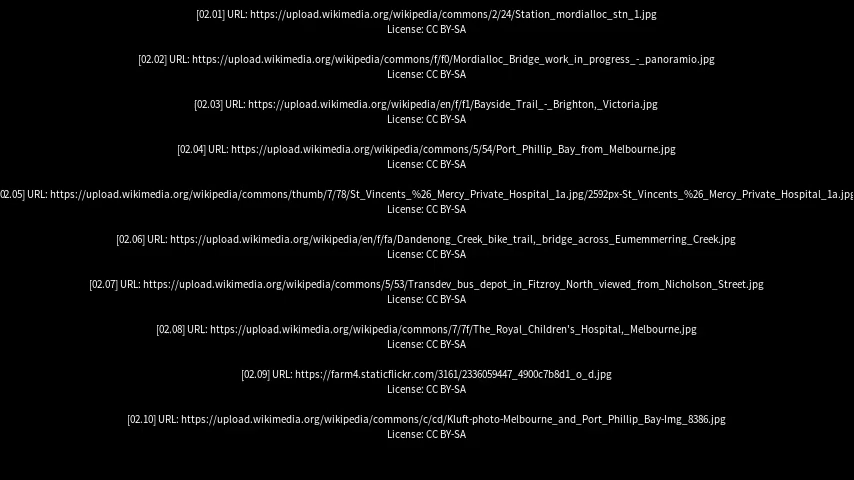 [02.01] URL: https://upload.wikimedia.org/wikipedia/commons/2/24/Station_mordialloc_stn_1.jpg
License: CC BY-SA
[02.02] URL: https://upload.wikimedia.org/wikipedia/commons/f/f0/Mordialloc_Bridge_work_in_progress_-_panoramio.jpg
License: CC BY-SA
[02.03] URL: https://upload.wikimedia.org/wikipedia/en/f/f1/Bayside_Trail_-_Brighton,_Victoria.jpg
License: CC BY-SA
[02.04] URL: https://upload.wikimedia.org/wikipedia/commons/5/54/Port_Phillip_Bay_from_Melbourne.jpg
License: CC BY-SA
02.05] URL: https://upload.wikimedia.org/wikipedia/commons/thumb/7/78/St_Vincents_%26_Mercy_Private_Hospital_1a.jpg/2592px-St_Vincents_%26_Mercy_Private_Hospital_1a.jpg
License: CC BY-SA
[02.06] URL: https://upload.wikimedia.org/wikipedia/en/f/fa/Dandenong_Creek_bike_trail,_bridge_across_Eumemmerring_Creek.jpg
License: CC BY-SA
[02.07] URL: https://upload.wikimedia.org/wikipedia/commons/5/53/Transdev_bus_depot_in_Fitzroy_North_viewed_from_Nicholson_Street.jpg
License: CC BY-SA
[02.08] URL: https://upload.wikimedia.org/wikipedia/commons/7/7f/The_Royal_Children's_Hospital,_Melbourne.jpg
License: CC BY-SA
[02.09] URL: https://farm4.staticflickr.com/3161/2336059447_4900c7b8d1_o_d.jpg
License: CC BY-SA
[02.10] URL: https://upload.wikimedia.org/wikipedia/commons/c/cd/Kluft-photo-Melbourne_and_Port_Phillip_Bay-Img_8386.jpg
License: CC BY-SA